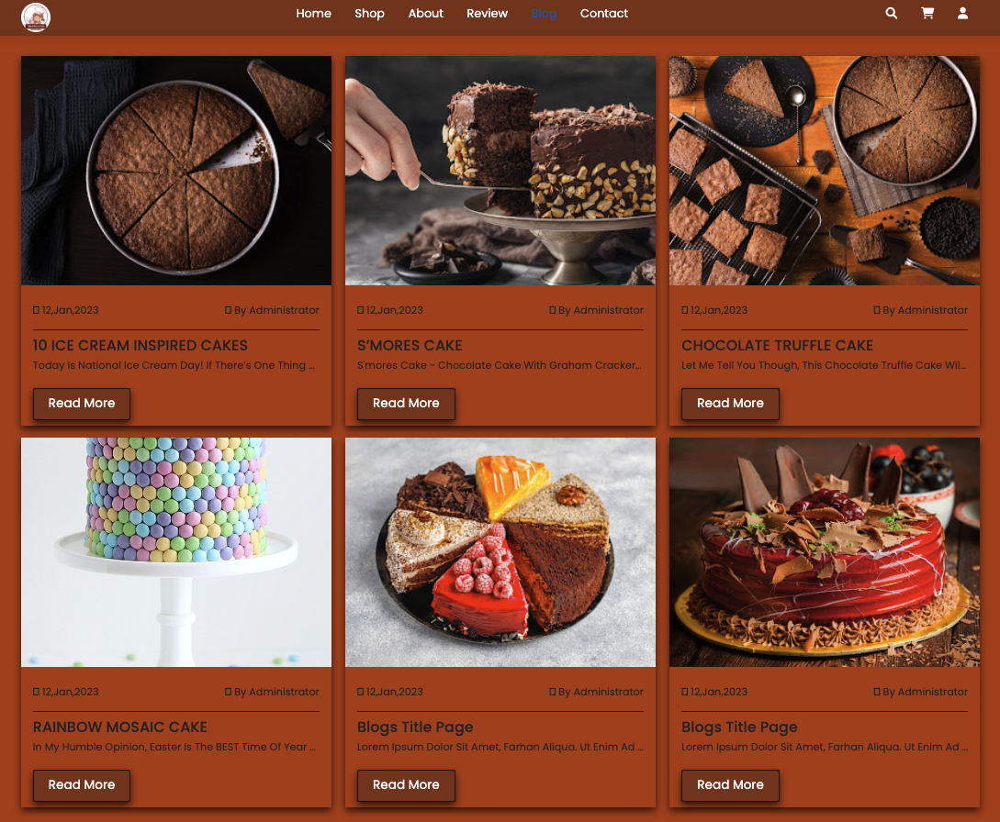 Home Shop About Review Blog Contact
12,Jan,2023 By Administrator
10 ICE CREAM INSPIRED CAKES
Today Is National Ice Cream Day! If There's One Thing ...
Read More
12,Jan,2023 By Administrator
S'MORES CAKE
S'mores Cake - Chocolate Cake With Graham Cracker...
Read More
12,Jan,2023 By Administrator
CHOCOLATE TRUFFLE CAKE
Let Me Tell You Though, This Chocolate Truffle Cake Wil...
Read More
12,Jan,2023 By Administrator
RAINBOW MOSAIC CAKE
In My Humble Opinion, Easter Is The BEST Time Of Year ...
Read More
12,Jan,2023 By Administrator
Blogs Title Page
Lorem Ipsum Dolor Sit Amet, Farhan Aliqua. Ut Enim Ad ...
Read More
12,Jan,2023 By Administrator
Blogs Title Page
Lorem Ipsum Dolor Sit Amet, Farhan Aliqua. Ut Enim Ad ...
Read More